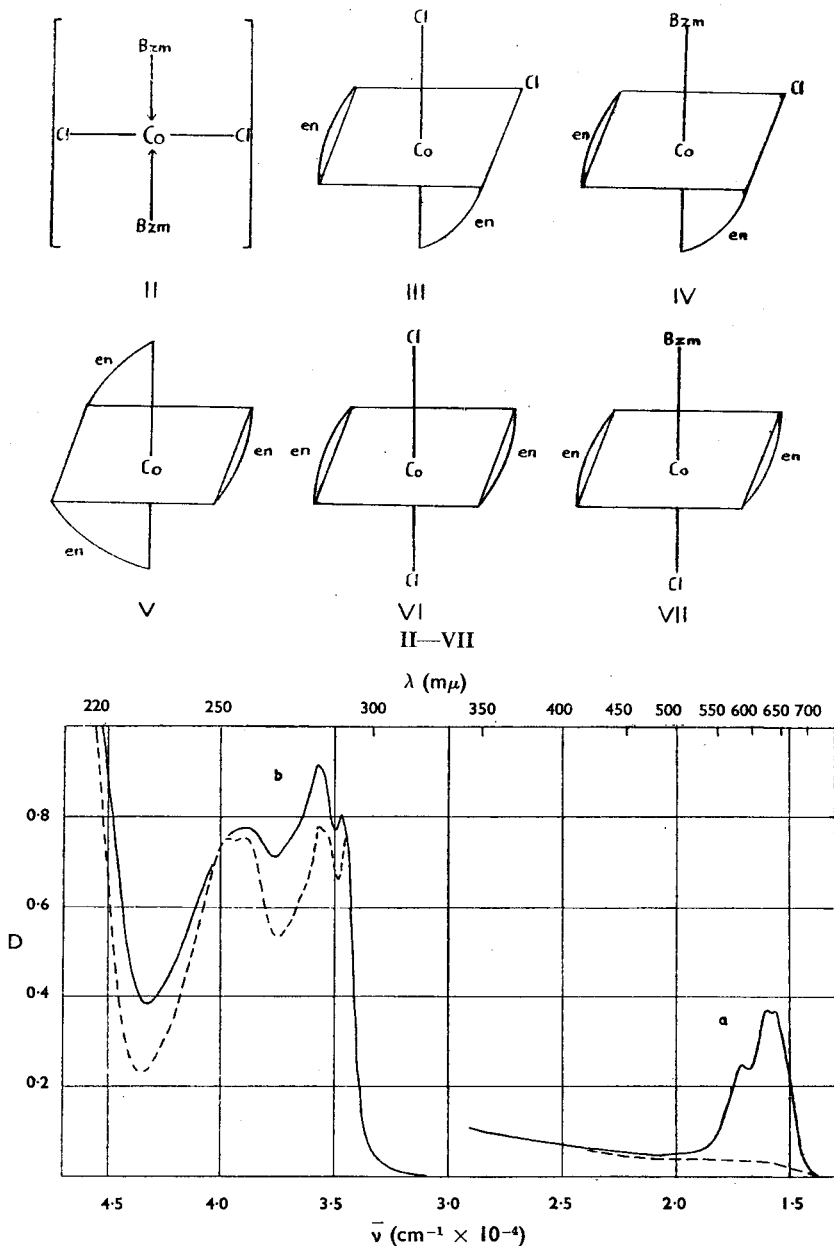 Cl Bzm
Bzm
Cl Cl
Cl Co Cl en en
Co Co
Bzm
en en
II III IV
Cl Bzm
en
Co en en Co en en Co en
en
Cl Cl
V VI VII
II—VII
λ (mμ)
220 250 300 350 400 450 500 550 600 650 700
b
0·8
0·6
D
0·4
a
0·2
4·5 4·0 3·5 3·0 2·5 2·0 1·5
ν̅ (cm⁻¹ × 10⁻⁴)